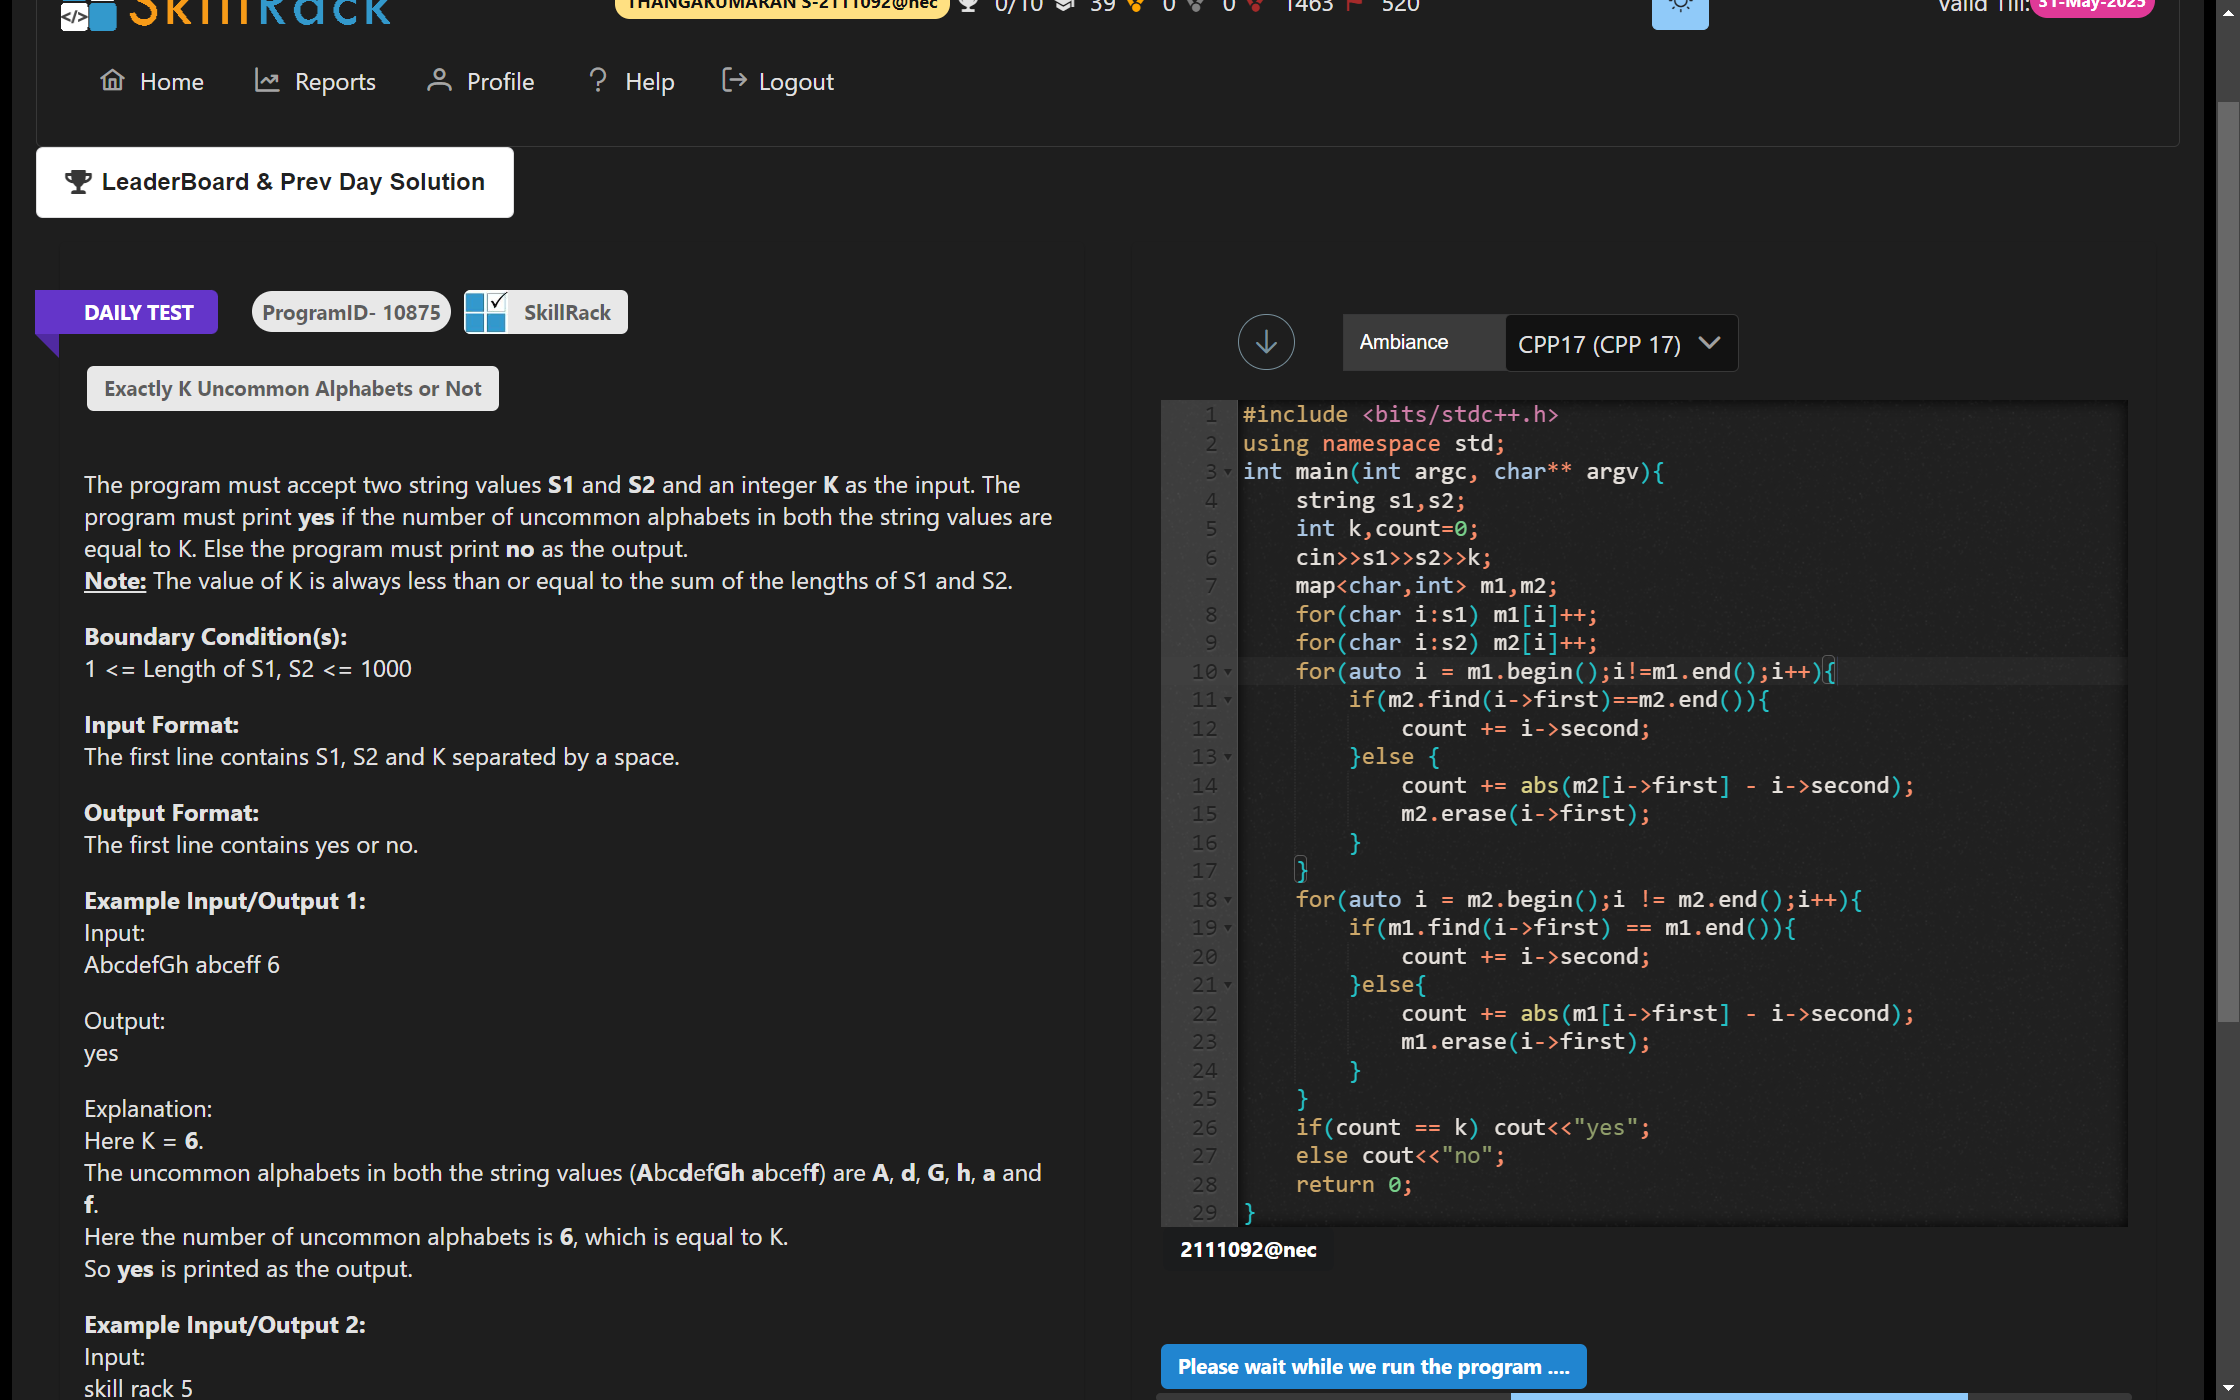 SkillRack
THANGAKUMARAN S-2111092@nec 0/10 39 0 0 1463 520
Valid Till: 31-May-2025
Home Reports Profile Help Logout
LeaderBoard & Prev Day Solution
DAILY TEST ProgramID- 10875 SkillRack
Exactly K Uncommon Alphabets or Not
The program must accept two string values S1 and S2 and an integer K as the input. The
program must print yes if the number of uncommon alphabets in both the string values are
equal to K. Else the program must print no as the output.
Note: The value of K is always less than or equal to the sum of the lengths of S1 and S2.
Boundary Condition(s):
1 <= Length of S1, S2 <= 1000
Input Format:
The first line contains S1, S2 and K separated by a space.
Output Format:
The first line contains yes or no.
Example Input/Output 1:
Input:
AbcdefGh abceff 6
Output:
yes
Explanation:
Here K = 6.
The uncommon alphabets in both the string values (AbcdefGh abceff) are A, d, G, h, a and
f.
Here the number of uncommon alphabets is 6, which is equal to K.
So yes is printed as the output.
Example Input/Output 2:
Input:
skill rack 5
Ambiance CPP17 (CPP 17)
1 #include <bits/stdc++.h>
2 using namespace std;
3 int main(int argc, char** argv){
4 string s1,s2;
5 int k,count=0;
6 cin>>s1>>s2>>k;
7 map<char,int> m1,m2;
8 for(char i:s1) m1[i]++;
9 for(char i:s2) m2[i]++;
10 for(auto i = m1.begin();i!=m1.end();i++){
11 if(m2.find(i->first)==m2.end()){
12 count += i->second;
13 }else {
14 count += abs(m2[i->first] - i->second);
15 m2.erase(i->first);
16 }
17 }
18 for(auto i = m2.begin();i != m2.end();i++){
19 if(m1.find(i->first) == m1.end()){
20 count += i->second;
21 }else{
22 count += abs(m1[i->first] - i->second);
23 m1.erase(i->first);
24 }
25 }
26 if(count == k) cout<<"yes";
27 else cout<<"no";
28 return 0;
29 }
2111092@nec
Please wait while we run the program ....